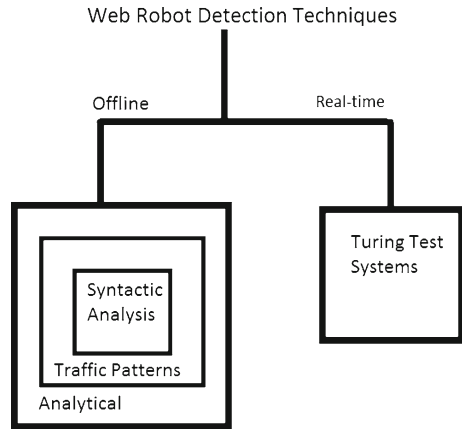 Web Robot Detection Techniques
Offline
Real-time
Syntactic
Analysis
Traffic Patterns
Analytical
Turing Test
Systems